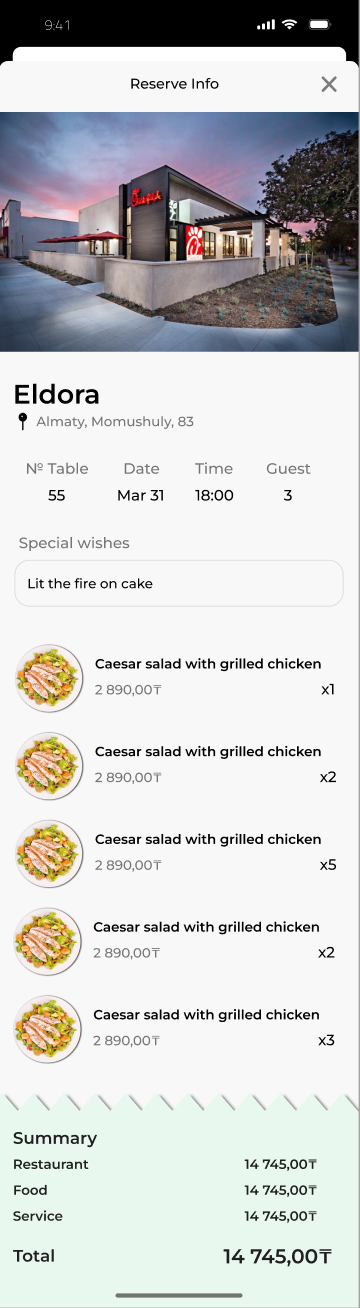 9:41
Reserve Info
Chick-fil-A
Eldora
Almaty, Momushuly, 83
№ Table Date Time Guest
55 Mar 31 18:00 3
Special wishes
Lit the fire on cake
Caesar salad with grilled chicken
2 890,00₸ x1
Caesar salad with grilled chicken
2 890,00₸ x2
Caesar salad with grilled chicken
2 890,00₸ x5
Caesar salad with grilled chicken
2 890,00₸ x2
Caesar salad with grilled chicken
2 890,00₸ x3
Summary
Restaurant 14 745,00₸
Food 14 745,00₸
Service 14 745,00₸
Total 14 745,00₸